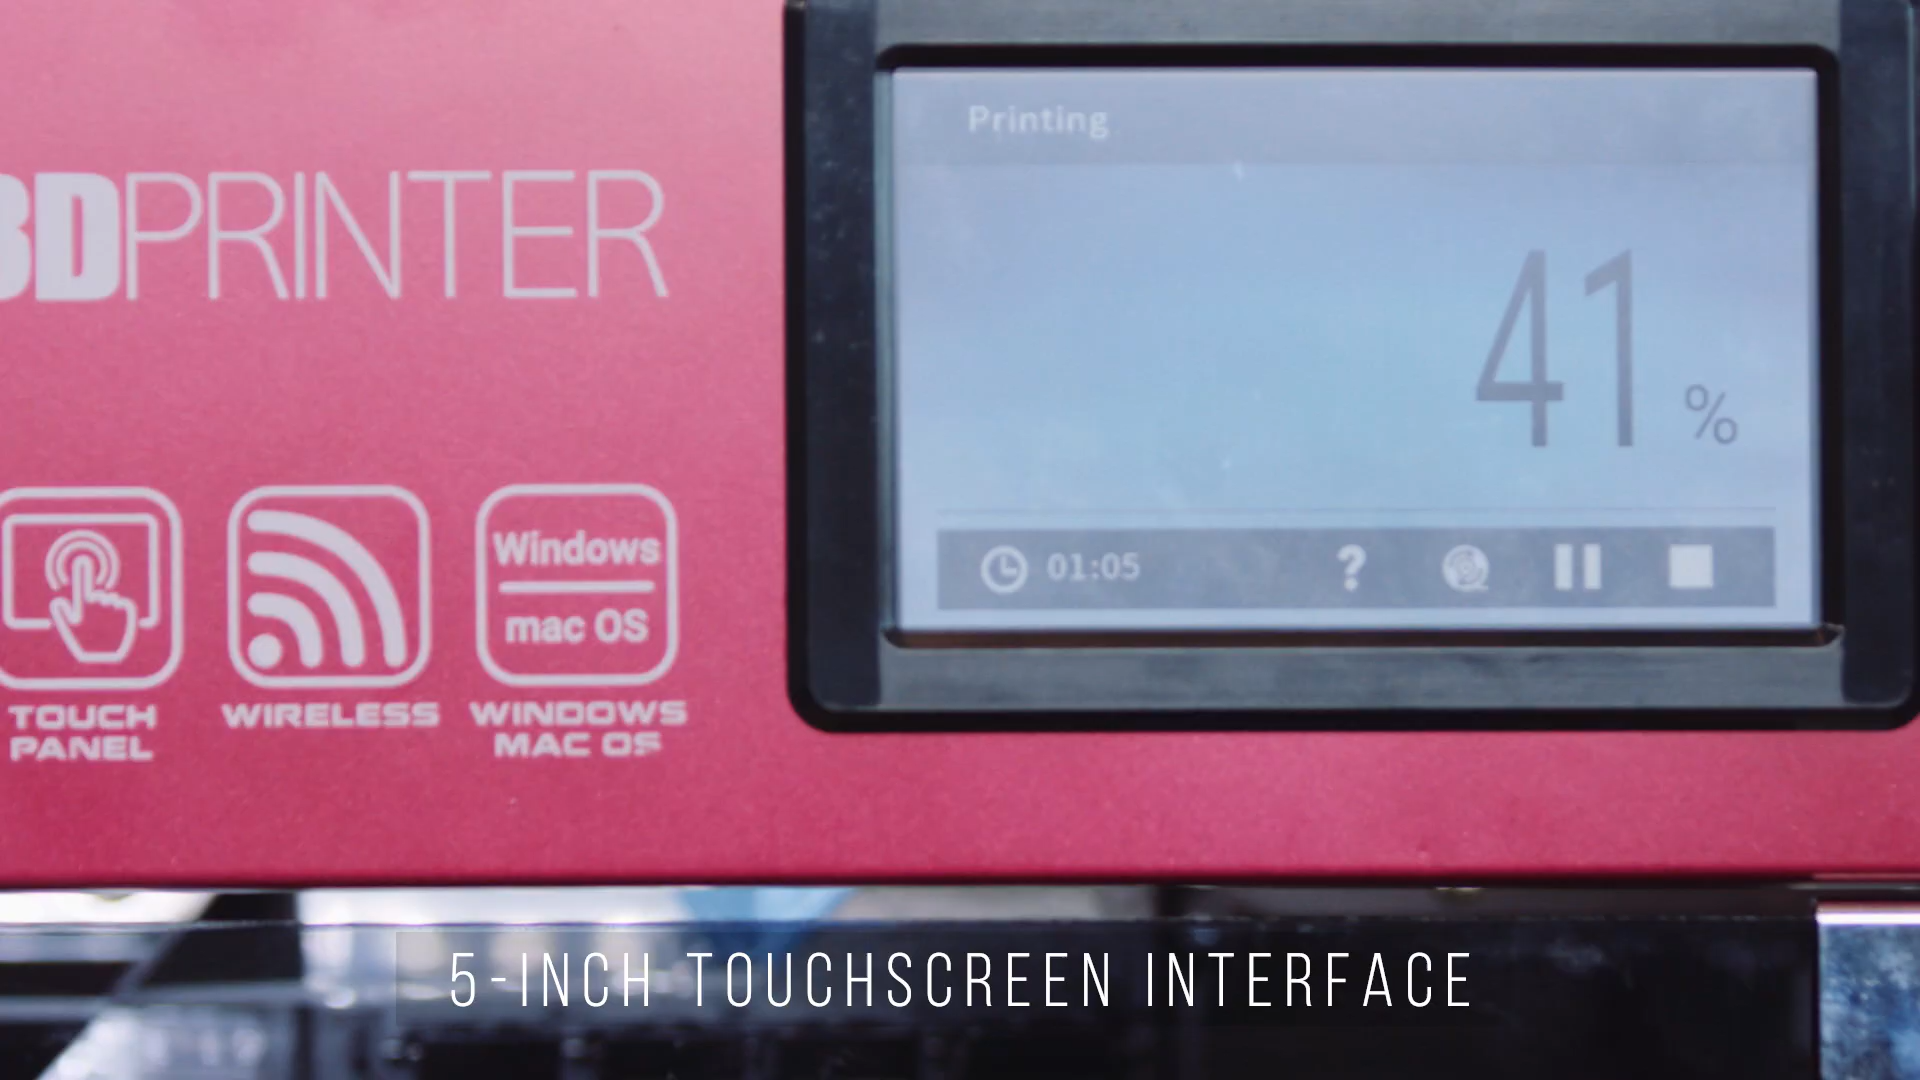 3DPRINTER
Printing
41 %
01:05 ?
Windows
mac OS
TOUCH
PANEL
WIRELESS
WINDOWS
MAC OS
5-INCH TOUCHSCREEN INTERFACE